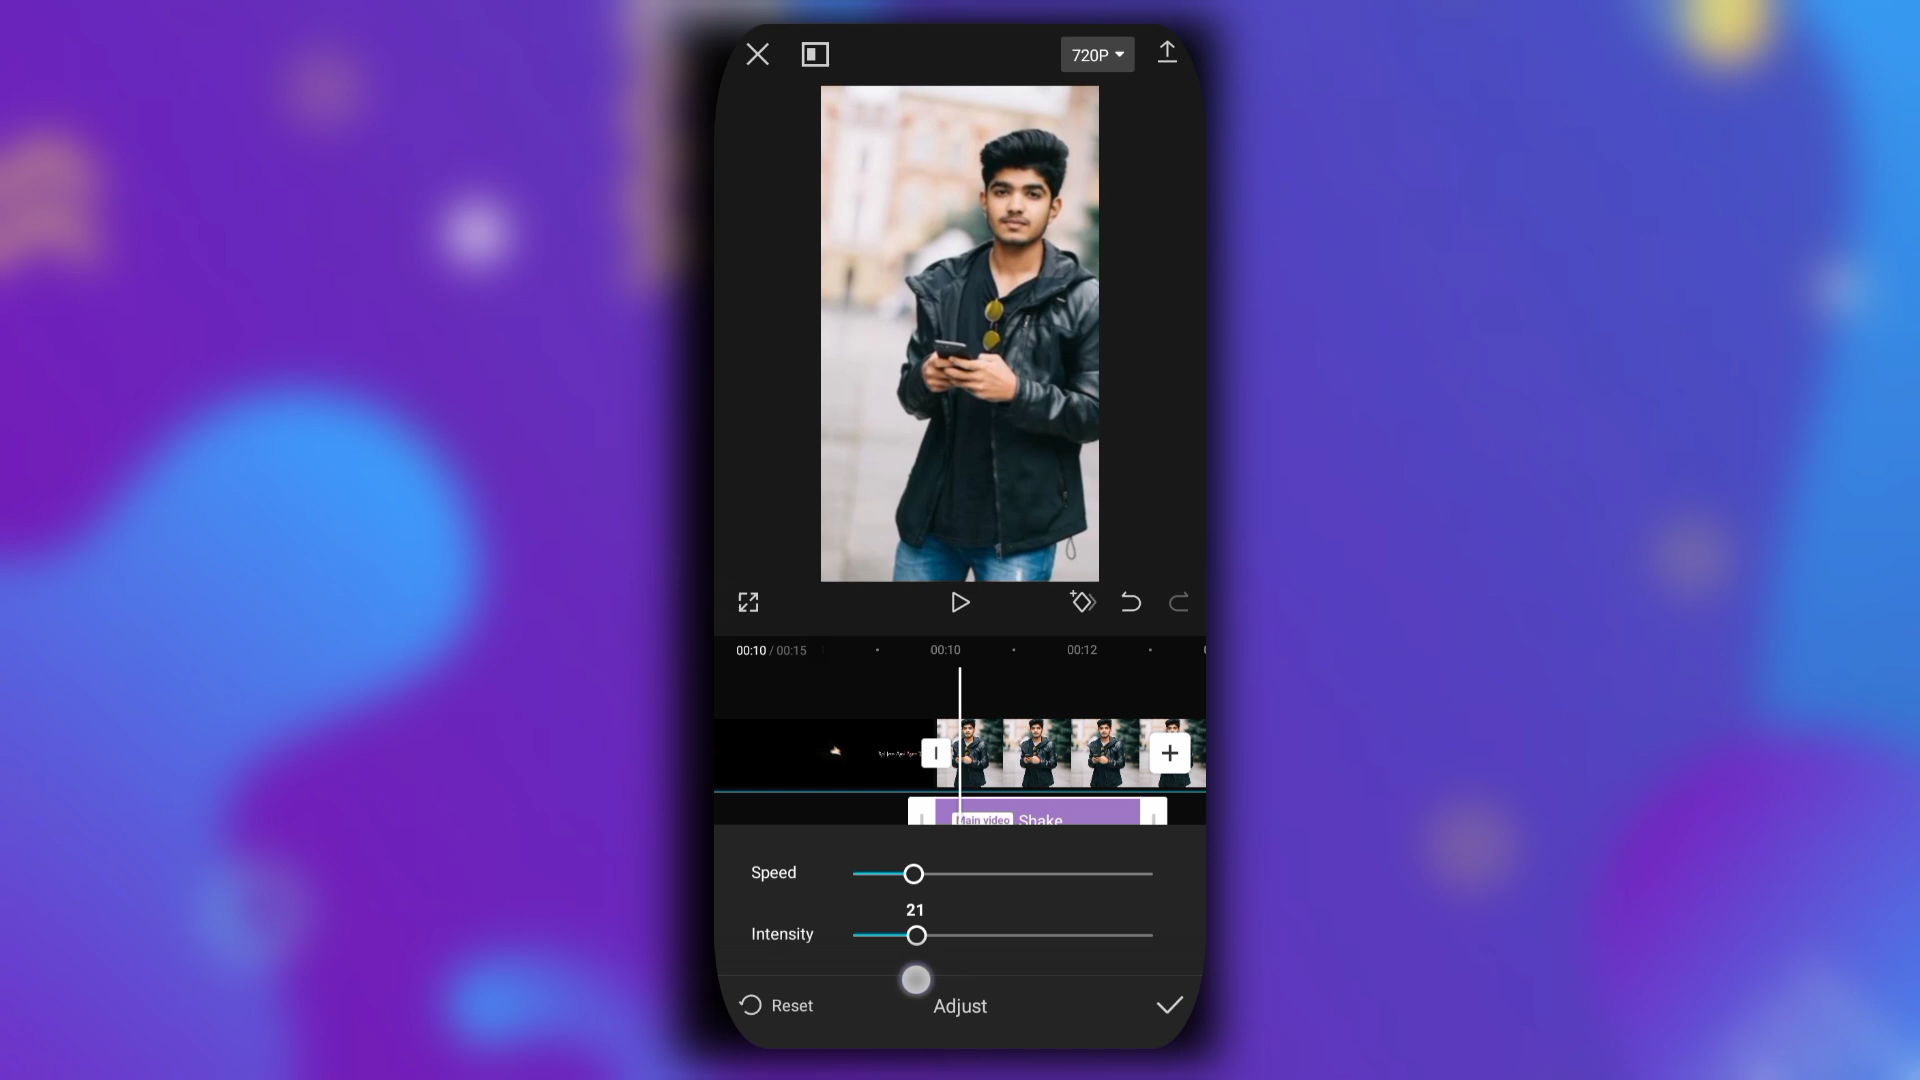 720P
00:10 / 00:15
00:10
00:12
Main video Shake
Speed
21
Intensity
Reset
Adjust